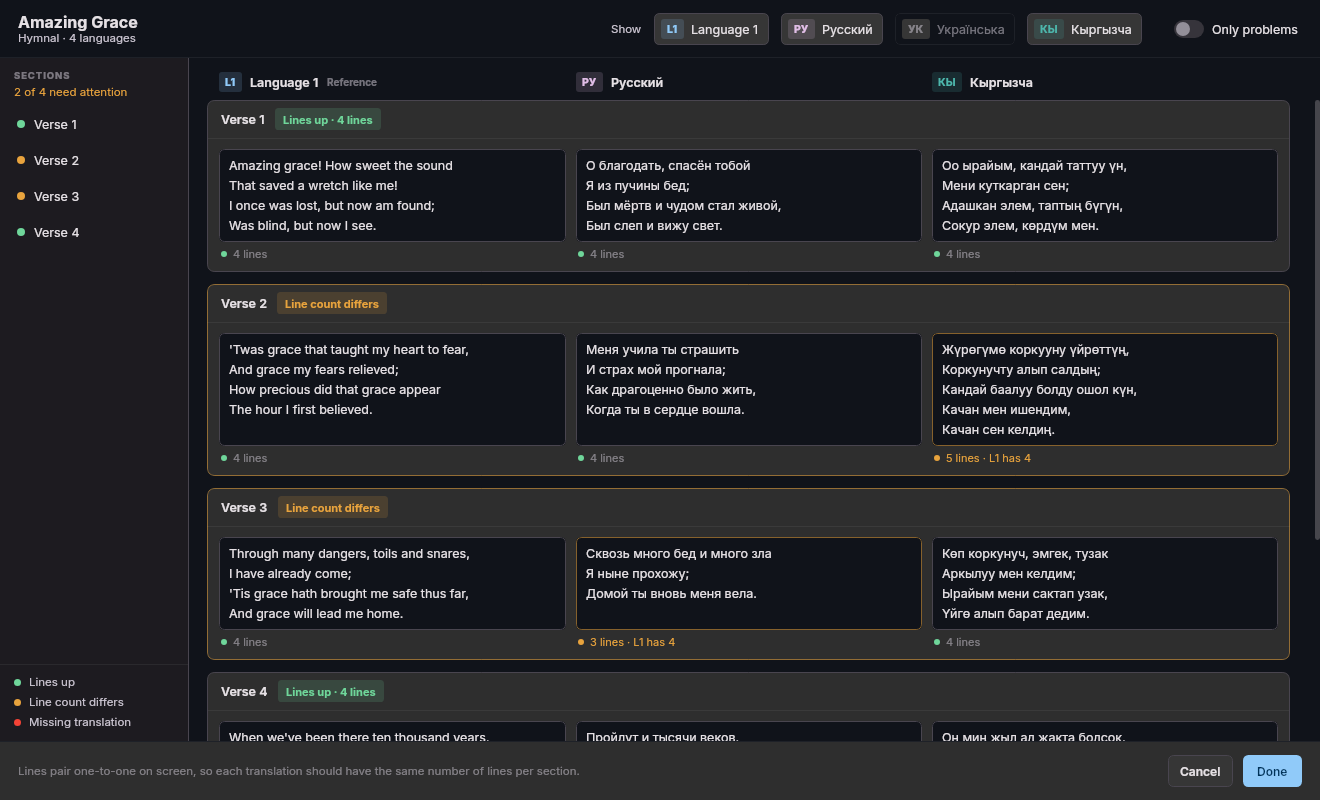 Amazing Grace
Hymnal · 4 languages
Show
L1 Language 1
РУ Русский
УК Українська
КЫ Кыргызча
Only problems
SECTIONS
2 of 4 need attention
Verse 1
Verse 2
Verse 3
Verse 4
Lines up
Line count differs
Missing translation
L1 Language 1 Reference
РУ Русский
КЫ Кыргызча
Verse 1 Lines up · 4 lines
Amazing grace! How sweet the sound
That saved a wretch like me!
I once was lost, but now am found;
Was blind, but now I see.
4 lines
О благодать, спасён тобой
Я из пучины бед;
Был мёртв и чудом стал живой,
Был слеп и вижу свет.
4 lines
Оо ырайым, кандай таттуу үн,
Мени куткарган сен;
Адашкан элем, таптың бүгүн,
Сокур элем, көрдүм мен.
4 lines
Verse 2 Line count differs
'Twas grace that taught my heart to fear,
And grace my fears relieved;
How precious did that grace appear
The hour I first believed.
4 lines
Меня учила ты страшить
И страх мой прогнала;
Как драгоценно было жить,
Когда ты в сердце вошла.
4 lines
Жүрөгүмө коркууну үйрөттүң,
Коркунучту алып салдың;
Кандай баалуу болду ошол күн,
Качан мен ишендим,
Качан сен келдиң.
5 lines · L1 has 4
Verse 3 Line count differs
Through many dangers, toils and snares,
I have already come;
'Tis grace hath brought me safe thus far,
And grace will lead me home.
4 lines
Сквозь много бед и много зла
Я ныне прохожу;
Домой ты вновь меня вела.
3 lines · L1 has 4
Көп коркунуч, эмгек, тузак
Аркылуу мен келдим;
Ырайым мени сактап узак,
Үйгө алып барат дедим.
4 lines
Verse 4 Lines up · 4 lines
When we've been there ten thousand years,
Пройдут и тысячи веков,
Он миң жыл ал жакта болсок,
Lines pair one-to-one on screen, so each translation should have the same number of lines per section.
Cancel
Done